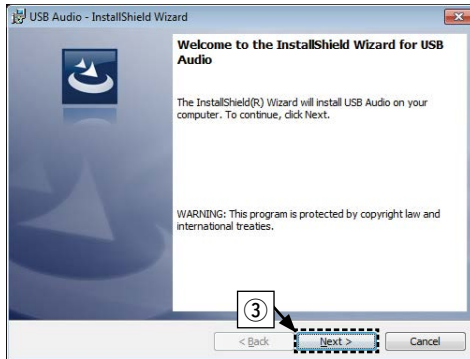 USB Audio - InstallShield Wizard
Welcome to the InstallShield Wizard for USB
Audio
The InstallShield(R) Wizard will install USB Audio on your
computer. To continue, click Next.
WARNING: This program is protected by copyright law and
international treaties.
③
< Back Next > Cancel